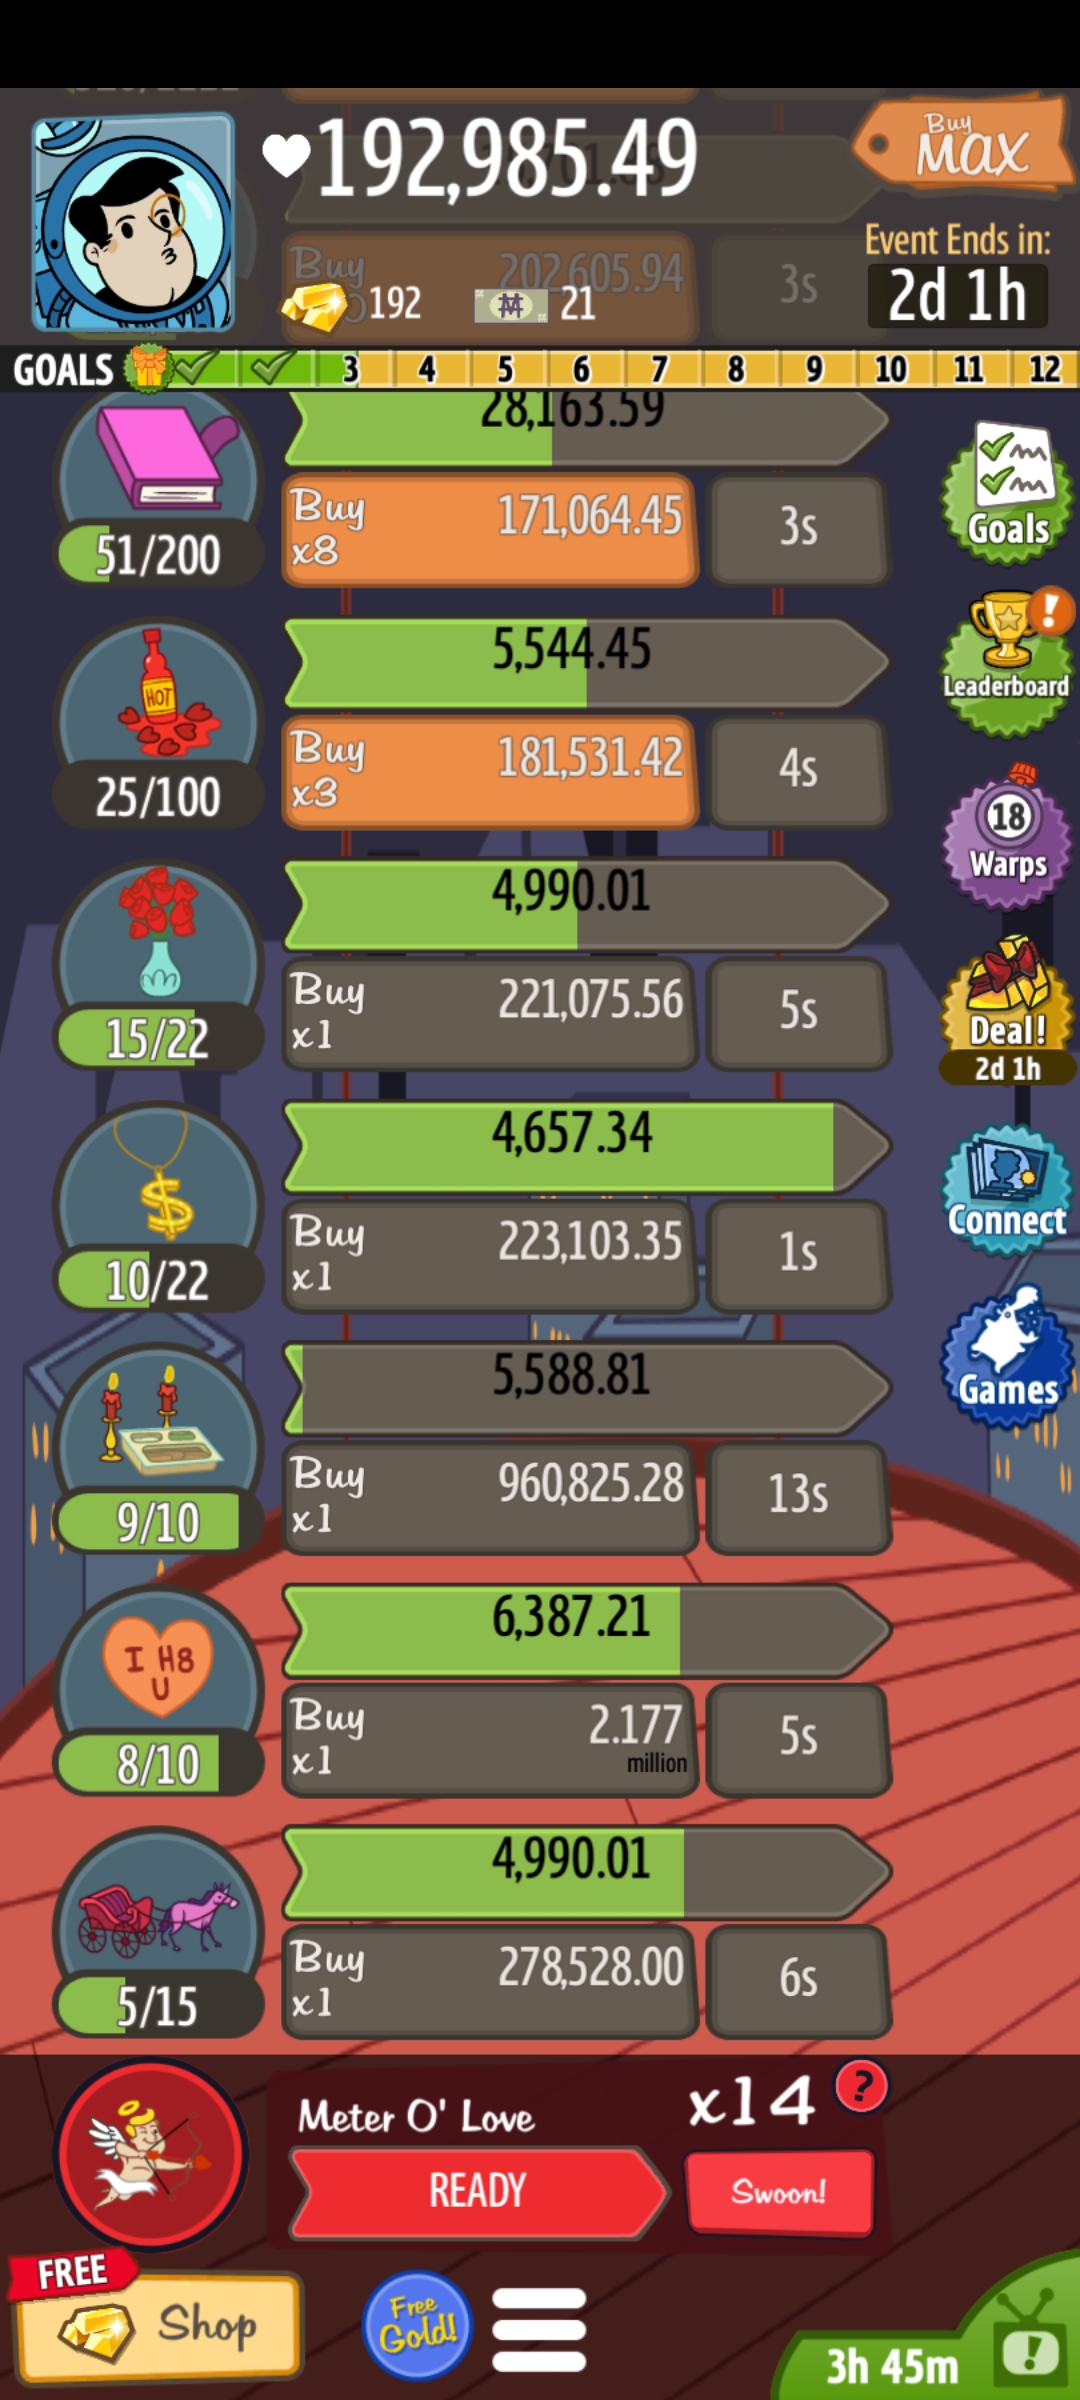 192,985.49
Buy
MAX
Buy
202,605.94
3s
192
21
Event Ends in:
2d 1h
GOALS
3
4
5
6
7
8
9
10
11
12
28,163.59
51/200
Buy
x8
171,064.45
3s
Goals
5,544.45
HOT
25/100
Buy
x3
181,531.42
4s
Leaderboard
4,990.01
15/22
Buy
x1
221,075.56
5s
18
Warps
Deal!
2d 1h
4,657.34
$
10/22
Buy
x1
223,103.35
1s
Connect
5,588.81
9/10
Buy
x1
960,825.28
13s
Games
6,387.21
I H8
U
8/10
Buy
x1
2.177
million
5s
4,990.01
5/15
Buy
x1
278,528.00
6s
Meter O' Love
x14
?
READY
Swoon!
FREE
Shop
Free
Gold!
3h 45m
!